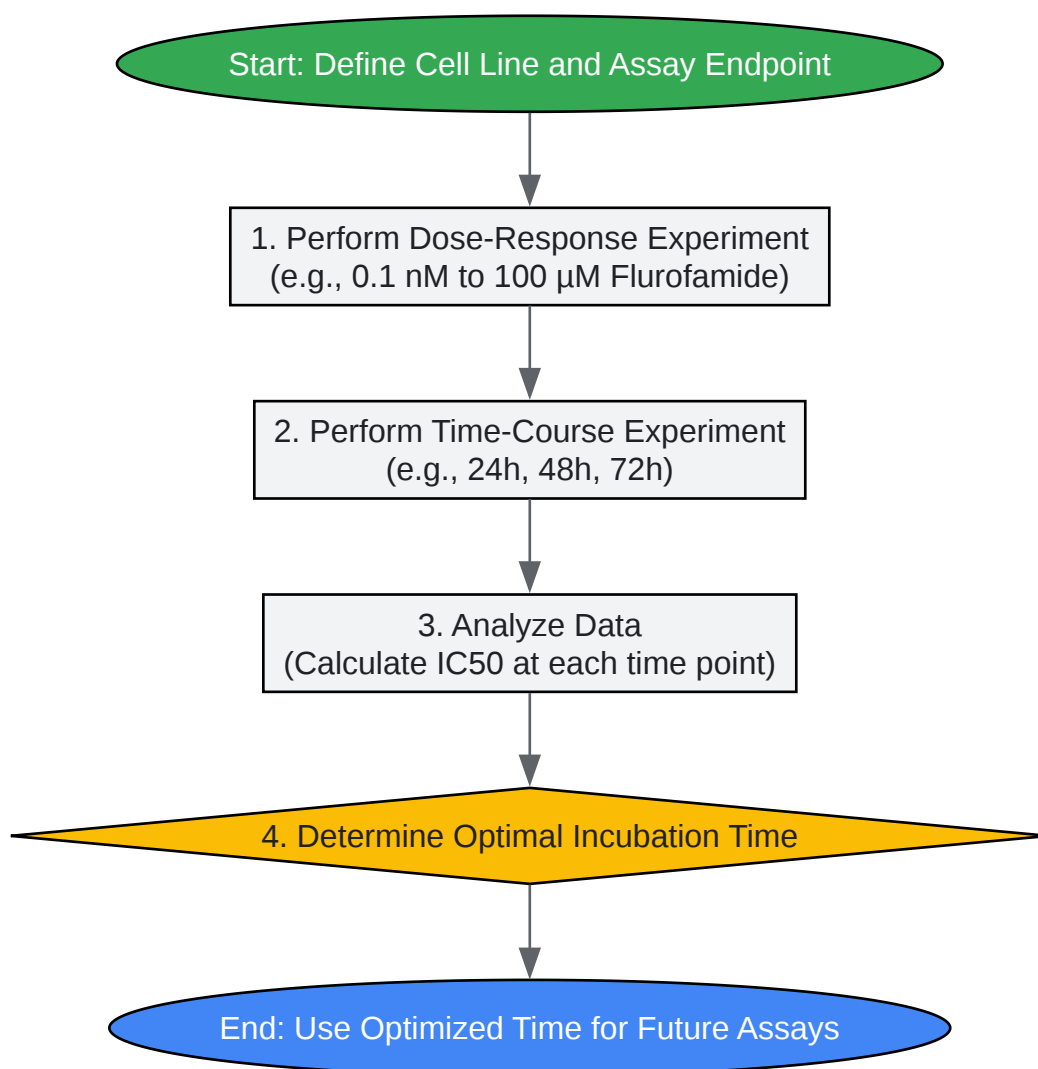 Start: Define Cell Line and Assay Endpoint
1. Perform Dose-Response Experiment
(e.g., 0.1 nM to 100 µM Flurofamide)
2. Perform Time-Course Experiment
(e.g., 24h, 48h, 72h)
3. Analyze Data
(Calculate IC50 at each time point)
4. Determine Optimal Incubation Time
End: Use Optimized Time for Future Assays